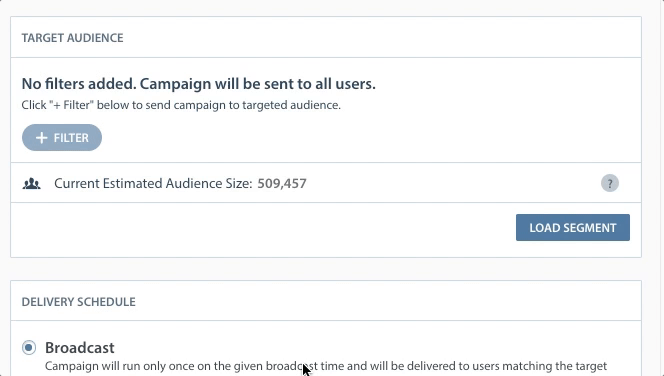 TARGET AUDIENCE
No filters added. Campaign will be sent to all users.
Click "+ Filter" below to send campaign to targeted audience.
+ FILTER
Current Estimated Audience Size: 509,457 ?
LOAD SEGMENT
DELIVERY SCHEDULE
Broadcast
Campaign will run only once on the given broadcast time and will be delivered to users matching the target